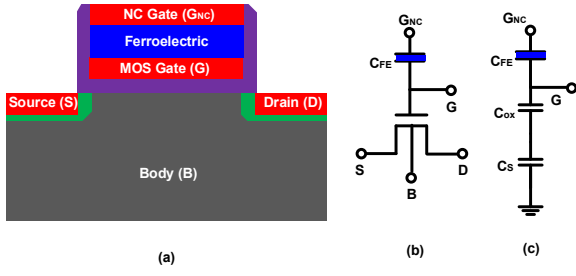 NC Gate (GNC)
Ferroelectric
MOS Gate (G)
Source (S)
Drain (D)
Body (B)
(a)
GNC
CFE
G
S
D
B
(b)
GNC
CFE
G
Cox
CS
(c)